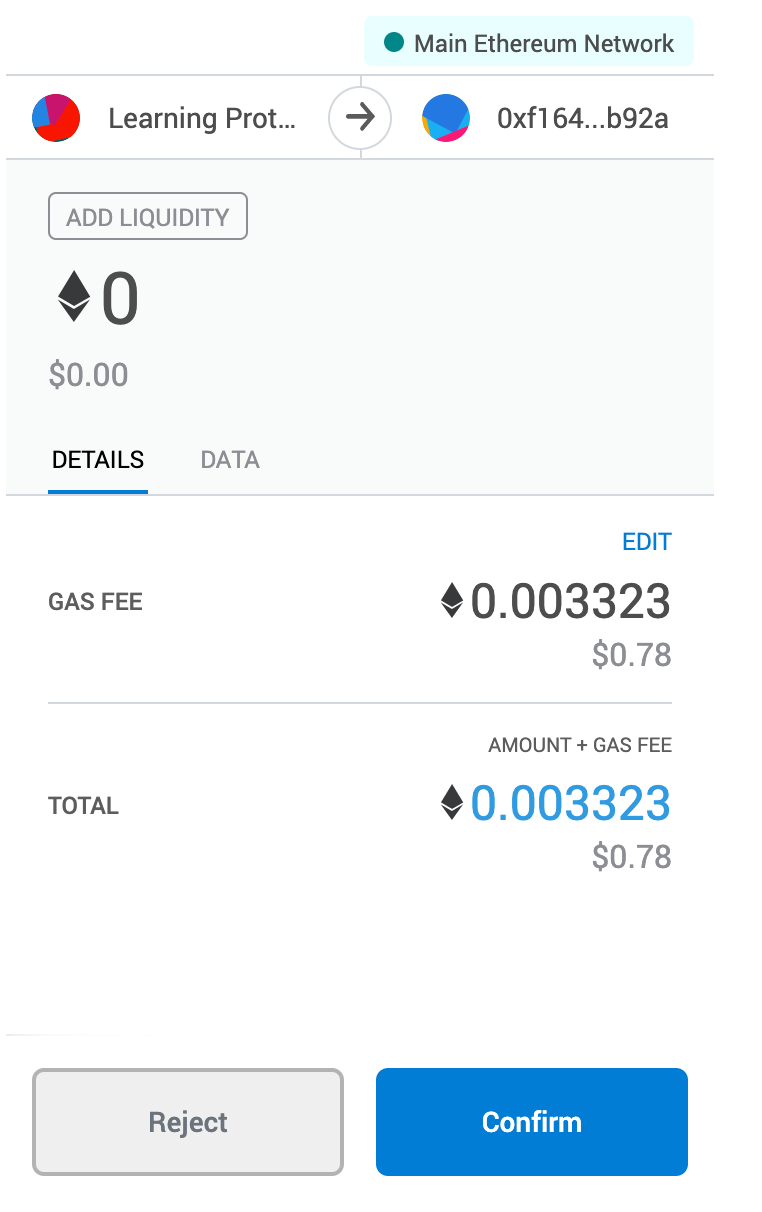 Main Ethereum Network
Learning Prot... 0xf164...b92a
ADD LIQUIDITY
0
$0.00
DETAILS DATA
EDIT
GAS FEE 0.003323
$0.78
AMOUNT + GAS FEE
TOTAL 0.003323
$0.78
Reject Confirm